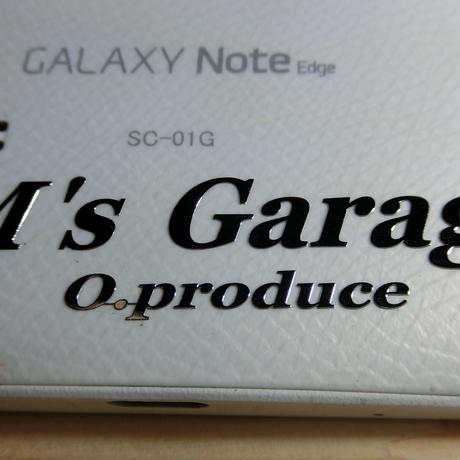 GALAXY Note Edge
SC-01G
M's Garag
O.produce